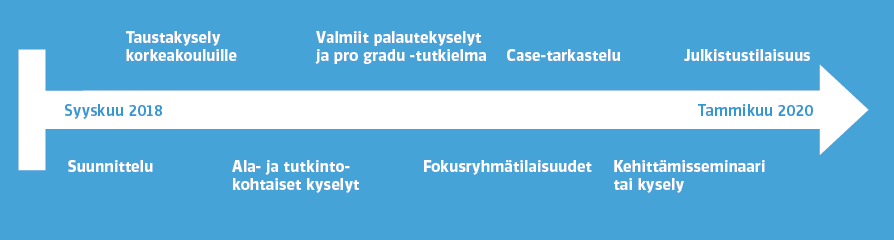 Taustakysely
korkeakouluille
Valmiit palautekyselyt
ja pro gradu -tutkielma
Case-tarkastelu
Julkistustilaisuus
Syyskuu 2018
Tammikuu 2020
Suunnittelu
Ala- ja tutkinto-
kohtaiset kyselyt
Fokusryhmätilaisuudet
Kehittämisseminaari
tai kysely